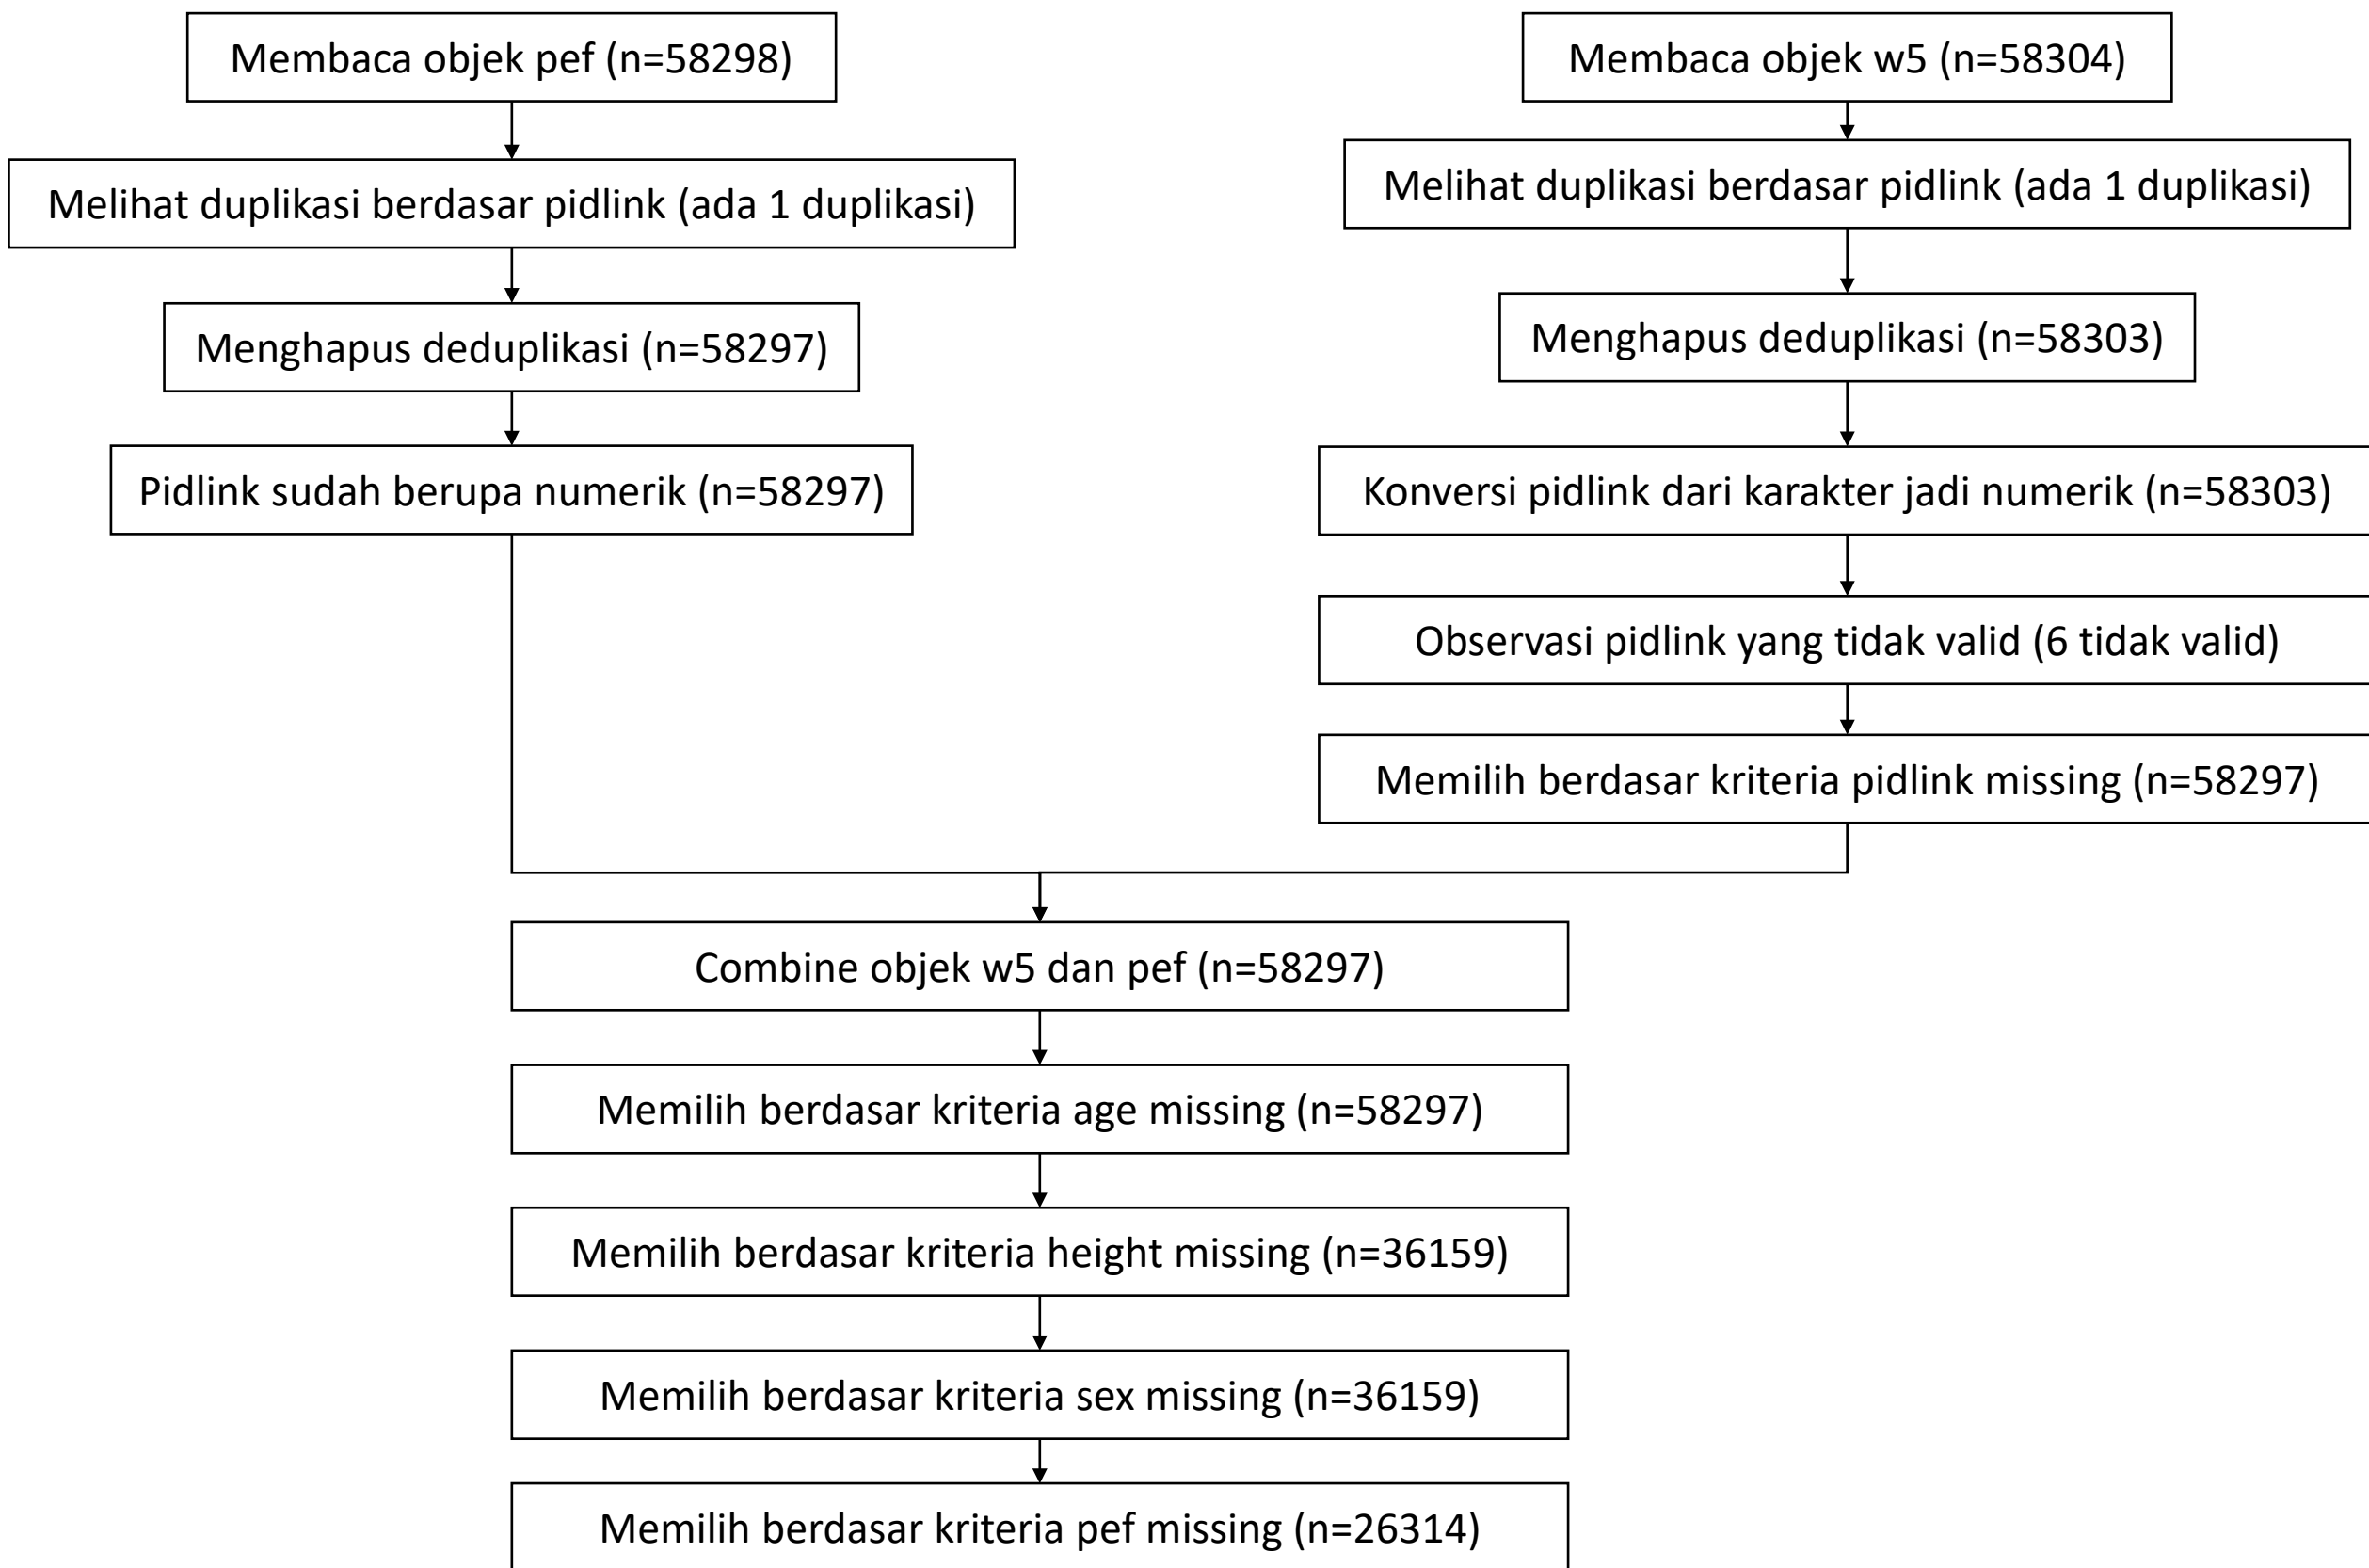 Membaca objek pef (n=58298)
Melihat duplikasi berdasar pidlink (ada 1 duplikasi)
Menghapus deduplikasi (n=58297)
Pidlink sudah berupa numerik (n=58297)
Membaca objek w5 (n=58304)
Melihat duplikasi berdasar pidlink (ada 1 duplikasi)
Menghapus deduplikasi (n=58303)
Konversi pidlink dari karakter jadi numerik (n=58303)
Observasi pidlink yang tidak valid (6 tidak valid)
Memilih berdasar kriteria pidlink missing (n=58297)
Combine objek w5 dan pef (n=58297)
Memilih berdasar kriteria age missing (n=58297)
Memilih berdasar kriteria height missing (n=36159)
Memilih berdasar kriteria sex missing (n=36159)
Memilih berdasar kriteria pef missing (n=26314)